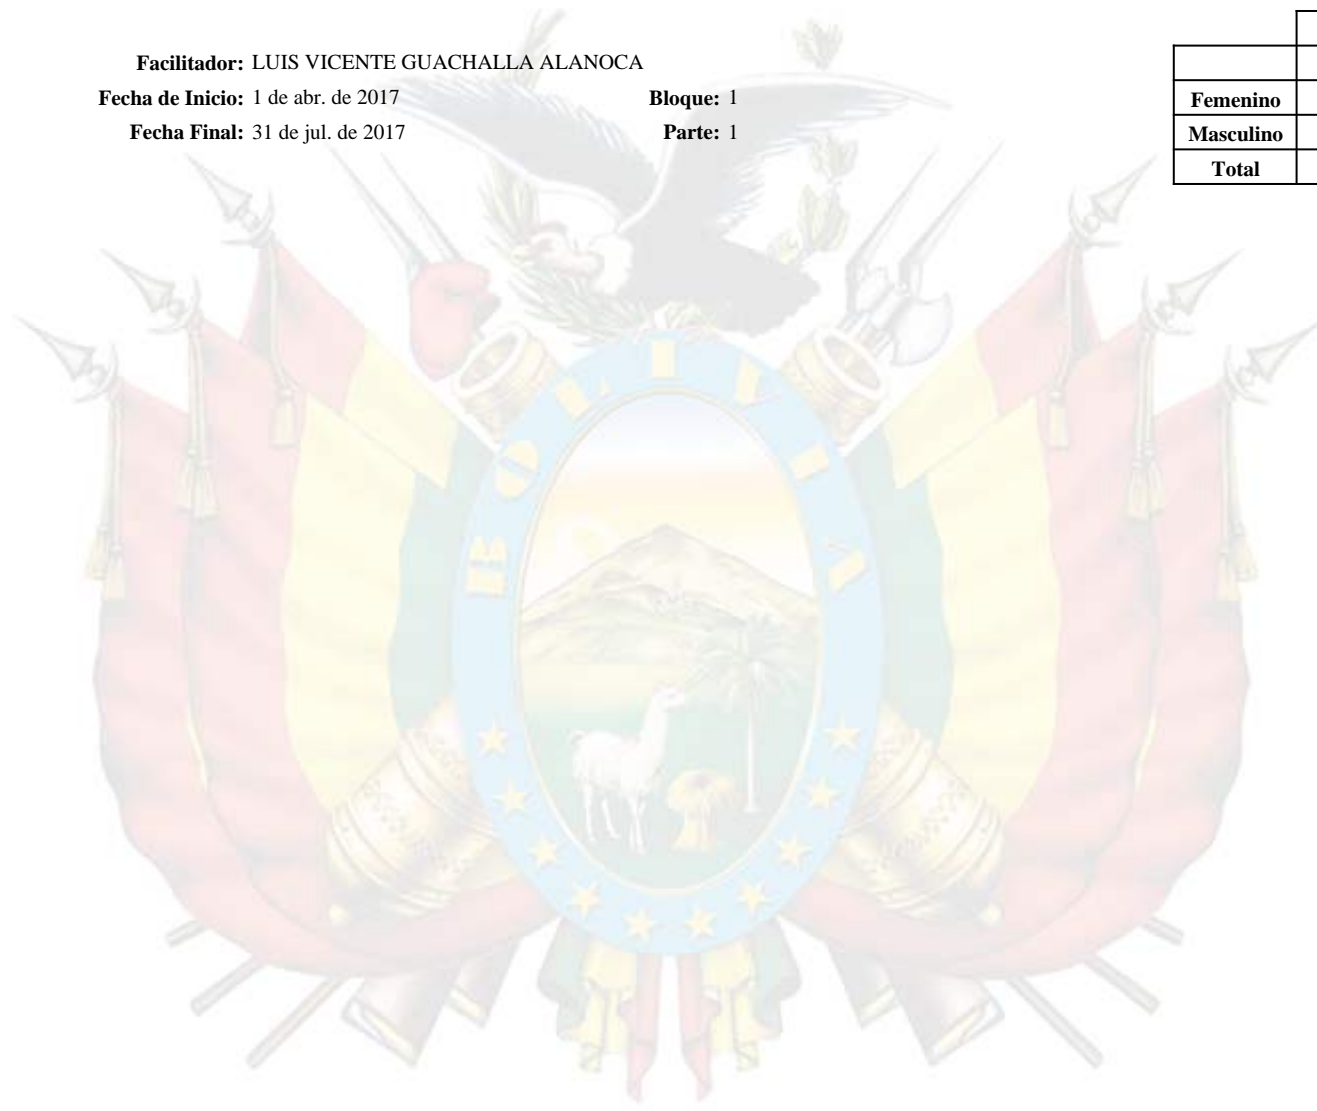 Facilitador: LUIS VICENTE GUACHALLA ALANOCA
Fecha de Inicio: 1 de abr. de 2017 Bloque: 1
Fecha Final: 31 de jul. de 2017 Parte: 1
Femenino
Masculino
Total
BOLIVIA